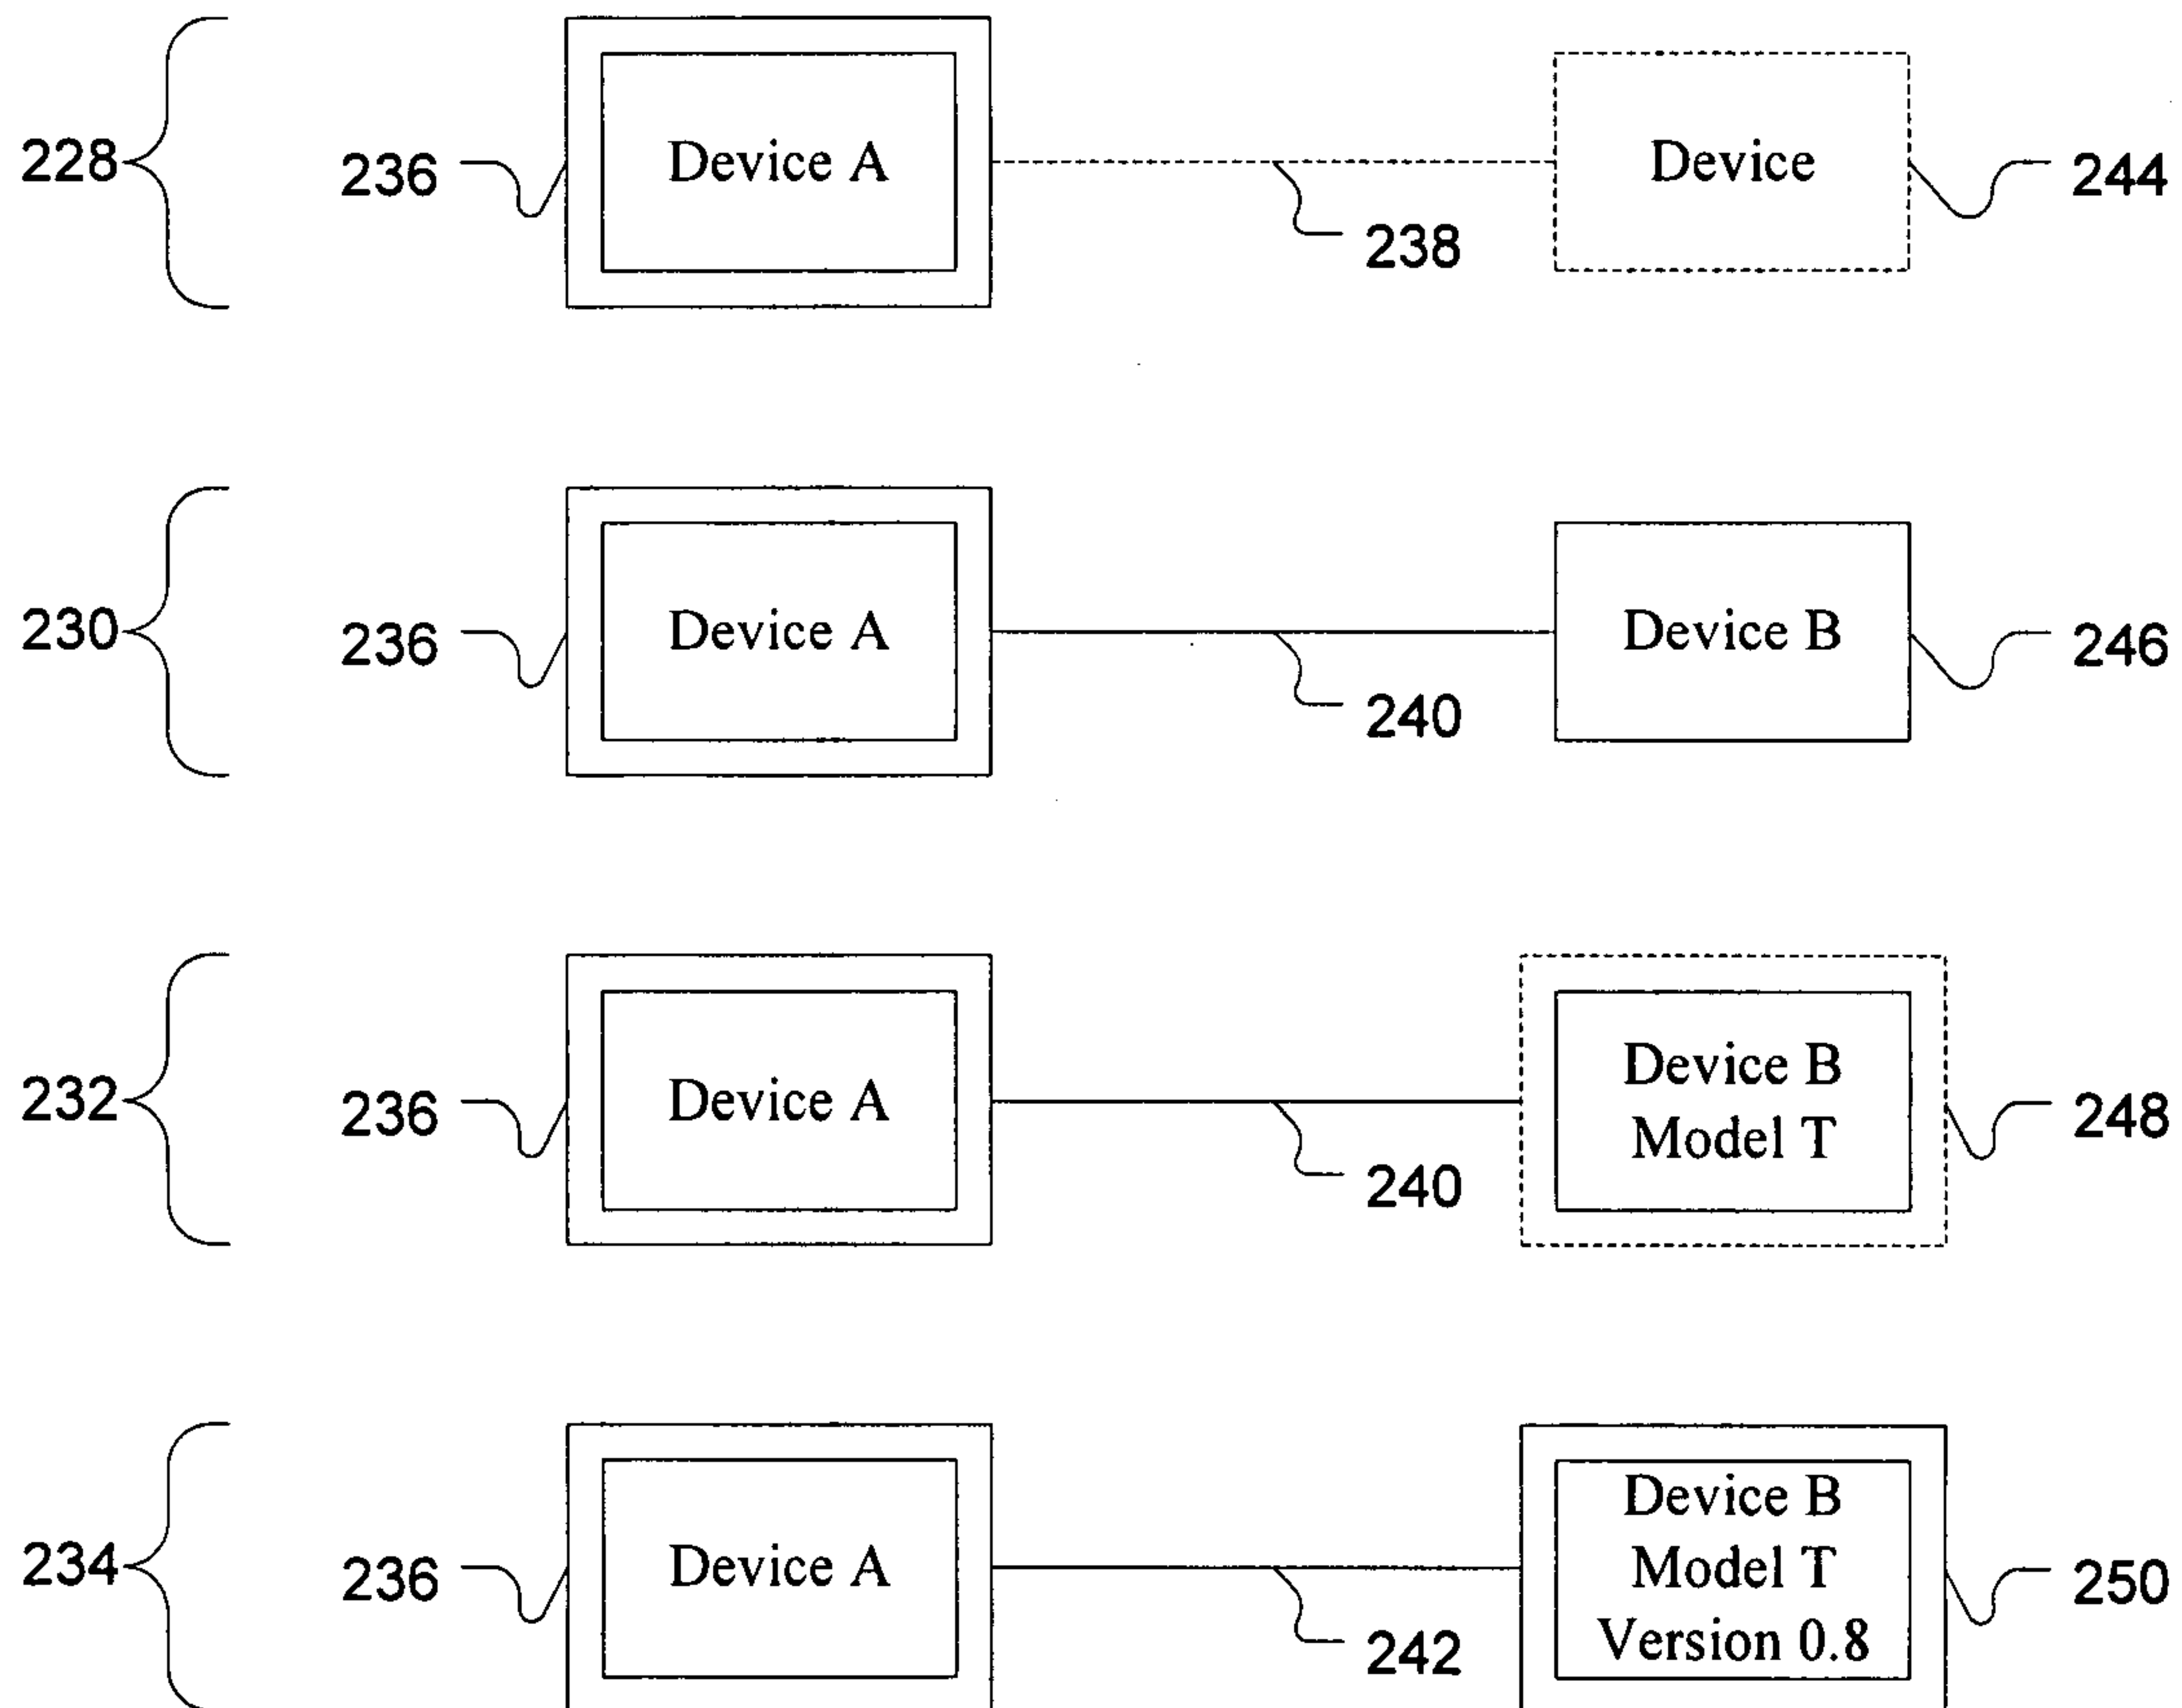 228
236
Device A
238
Device
244
230
236
Device A
240
Device B
246
232
236
Device A
240
Device B
Model T
248
234
236
Device A
242
Device B
Model T
Version 0.8
250